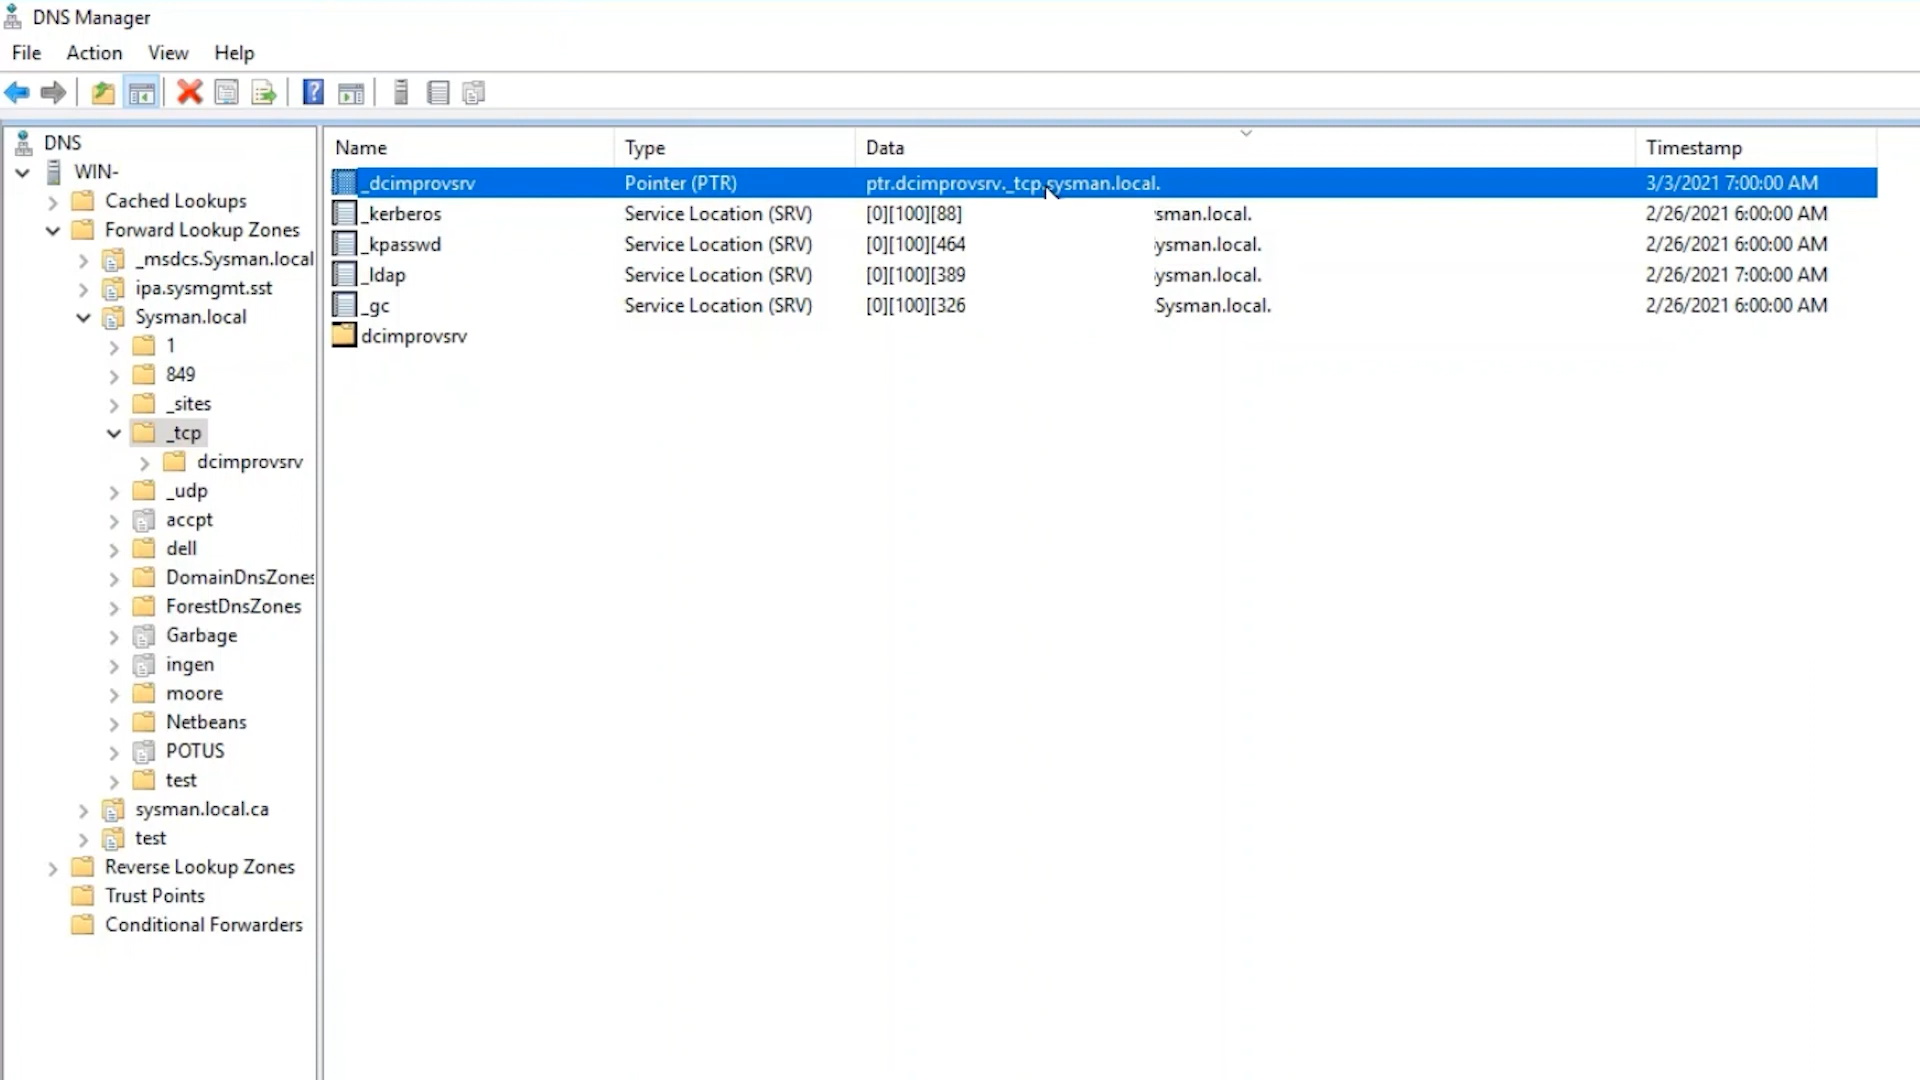 DNS Manager
File Action View Help
DNS
WIN-
Cached Lookups
Forward Lookup Zones
_msdcs.Sysman.local
ipa.sysmgmt.sst
Sysman.local
1
849
_sites
_tcp
dcimprovsrv
_udp
accpt
dell
DomainDnsZones
ForestDnsZones
Garbage
ingen
moore
Netbeans
POTUS
test
sysman.local.ca
test
Reverse Lookup Zones
Trust Points
Conditional Forwarders
Name Type Data Timestamp
_dcimprovsrv Pointer (PTR) ptr.dcimprovsrv._tcp.sysman.local. 3/3/2021 7:00:00 AM
_kerberos Service Location (SRV) [0][100][88] sman.local. 2/26/2021 6:00:00 AM
_kpasswd Service Location (SRV) [0][100][464 ysman.local. 2/26/2021 6:00:00 AM
_ldap Service Location (SRV) [0][100][389 ysman.local. 2/26/2021 7:00:00 AM
_gc Service Location (SRV) [0][100][326 Sysman.local. 2/26/2021 6:00:00 AM
dcimprovsrv